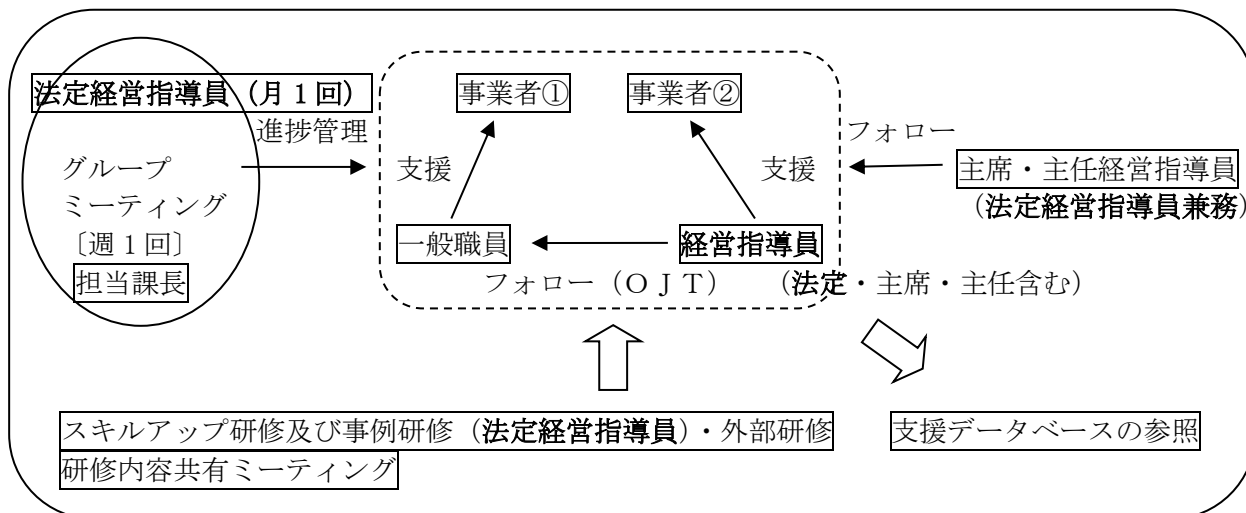 法定経営指導員（月１回）
進捗管理
グループ
ミーティング
〔週１回〕
担当課長
事業者①
事業者②
支援
支援
一般職員
経営指導員
フォロー（ＯＪＴ）
（法定・主席・主任含む）
フォロー
主席・主任経営指導員
（法定経営指導員兼務）
スキルアップ研修及び事例研修（法定経営指導員）・外部研修
研修内容共有ミーティング
支援データベースの参照